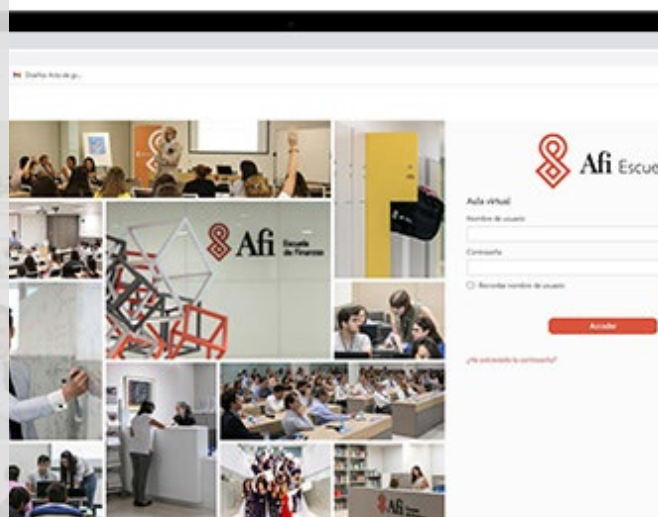 Afi Escuela
de Finanzas
Afi Escue
Aula virtual
Nombre de usuario
Contraseña
Recordar nombre de usuario
Acceder
¿Ha extraviado la contraseña?
Afi